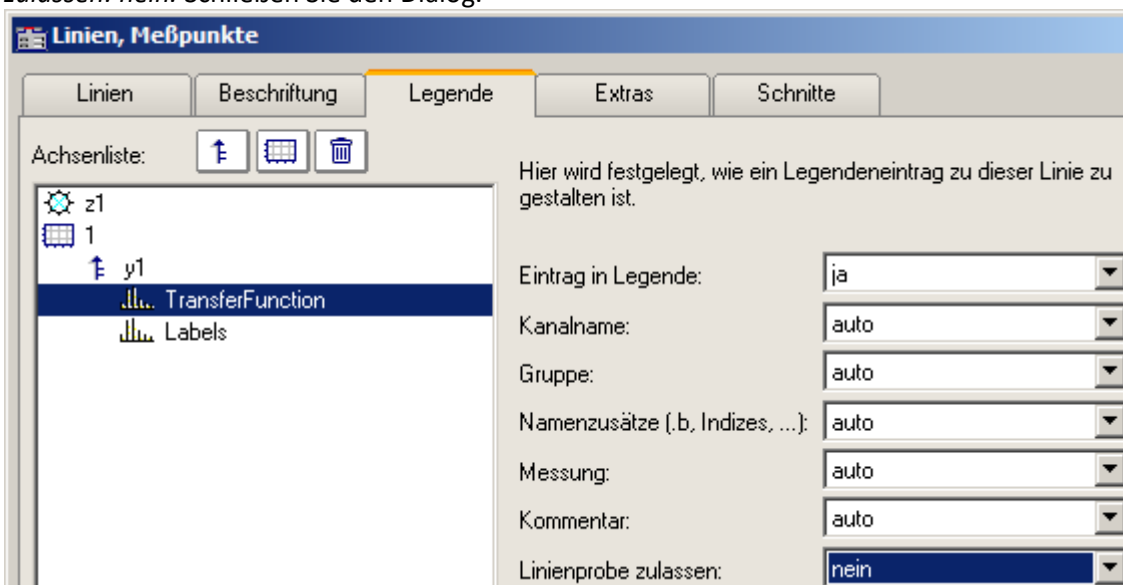 zulassen: nein. Schließen Sie den Dialog.
Linien, Meßpunkte
Linien Beschriftung Legende Extras Schnitte
Achsenliste:
Hier wird festgelegt, wie ein Legendeneintrag zu dieser Linie zu
gestalten ist.
z1
1
y1
TransferFunction
Labels
Eintrag in Legende: ja
Kanalname: auto
Gruppe: auto
Namenzusätze (.b, Indizes, ...): auto
Messung: auto
Kommentar: auto
Linienprobe zulassen: nein